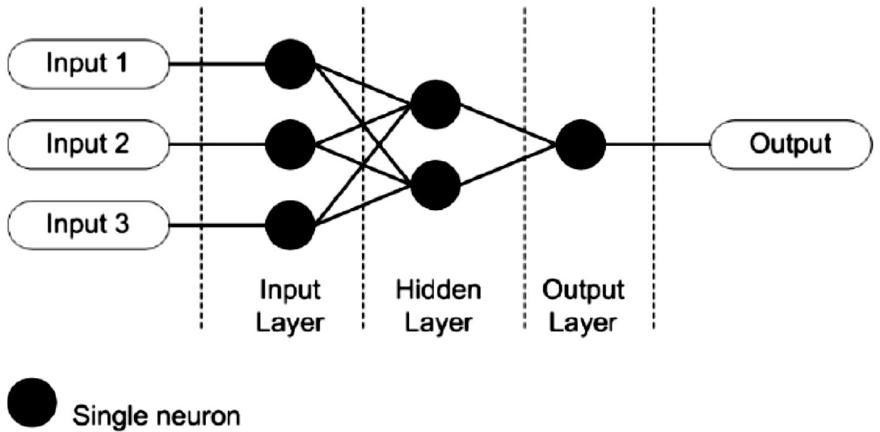 Input 1
Input 2
Output
Input 3
Input
Layer
Hidden
Layer
Output
Layer
Single neuron